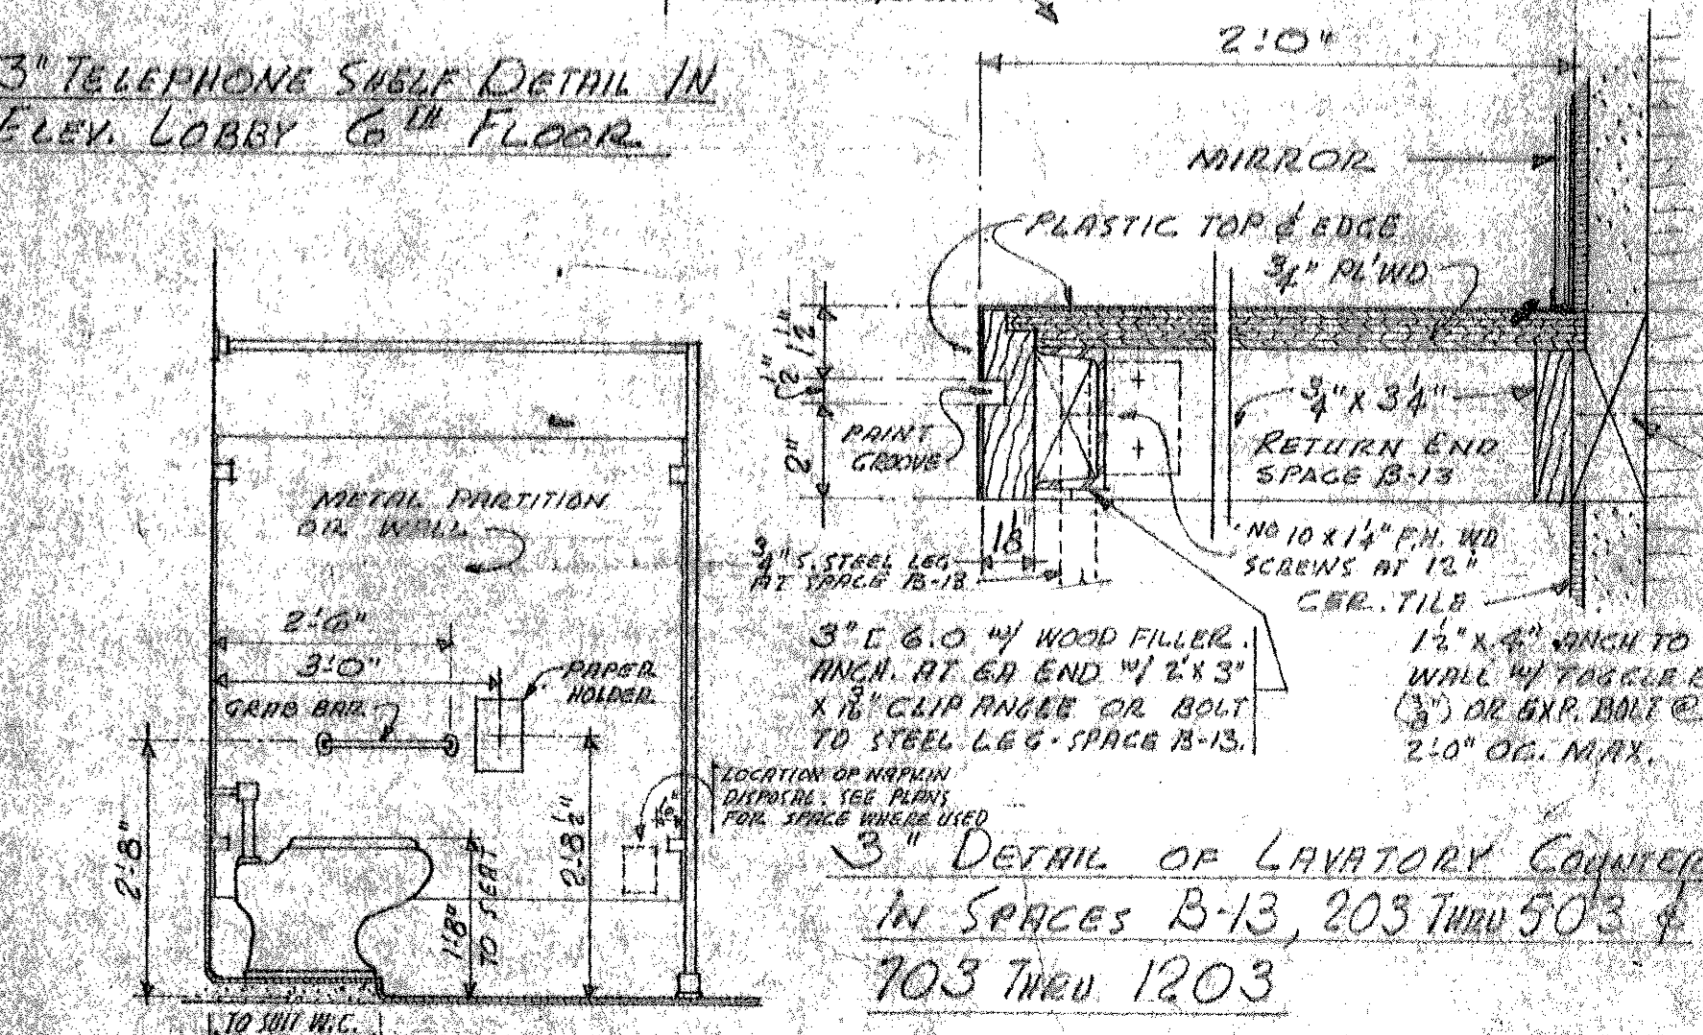 3" TELEPHONE SHELF DETAIL IN
ELEV. LOBBY 6TH FLOOR
2'-0"
MIRROR
PLASTIC TOP & EDGE
3/4" PL'WD
1 1/2"
1/2"
2"
PAINT
GROOVE
3/4" X 3 1/4"
RETURN END
SPACE B-13
1 1/8"
3/4" S. STEEL LEG
AT SPACE B-13
NO 10 X 1 1/4" F.H. WD
SCREWS AT 12"
CER. TILE
3" [ 6.0 W/ WOOD FILLER.
ANCH. AT EA END W/ 2" X 3"
X 3/16" CLIP ANGLE OR BOLT
TO STEEL LEG - SPACE B-13.
1 1/2" X 4" ANCH TO
WALL W/ TOGGLE
(3/8") OR EXP. BOLT @
2'-0" OC. MAX.
3" DETAIL OF LAVATORY COUNTER
IN SPACES B-13, 203 THRU 503 &
703 THRU 1203
METAL PARTITION
OR WALL
2'-6"
3'-0"
GRAB BAR
PAPER
HOLDER
LOCATION OF NAPKIN
DISPOSAL. SEE PLANS
FOR SPACE WHERE USED
6"
2'-8"
1'-8"
TO SEAT
2'-8 1/2"
TO SUIT W.C.